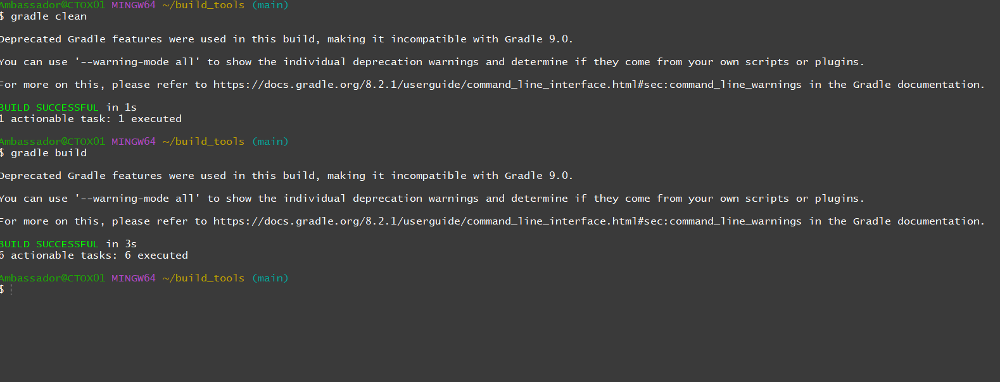 Ambassador@CTOX01 MINGW64 ~/build_tools (main)
$ gradle clean
Deprecated Gradle features were used in this build, making it incompatible with Gradle 9.0.
You can use '--warning-mode all' to show the individual deprecation warnings and determine if they come from your own scripts or plugins.
For more on this, please refer to https://docs.gradle.org/8.2.1/userguide/command_line_interface.html#sec:command_line_warnings in the Gradle documentation.
BUILD SUCCESSFUL in 1s
1 actionable task: 1 executed
Ambassador@CTOX01 MINGW64 ~/build_tools (main)
$ gradle build
Deprecated Gradle features were used in this build, making it incompatible with Gradle 9.0.
You can use '--warning-mode all' to show the individual deprecation warnings and determine if they come from your own scripts or plugins.
For more on this, please refer to https://docs.gradle.org/8.2.1/userguide/command_line_interface.html#sec:command_line_warnings in the Gradle documentation.
BUILD SUCCESSFUL in 3s
6 actionable tasks: 6 executed
Ambassador@CTOX01 MINGW64 ~/build_tools (main)
$